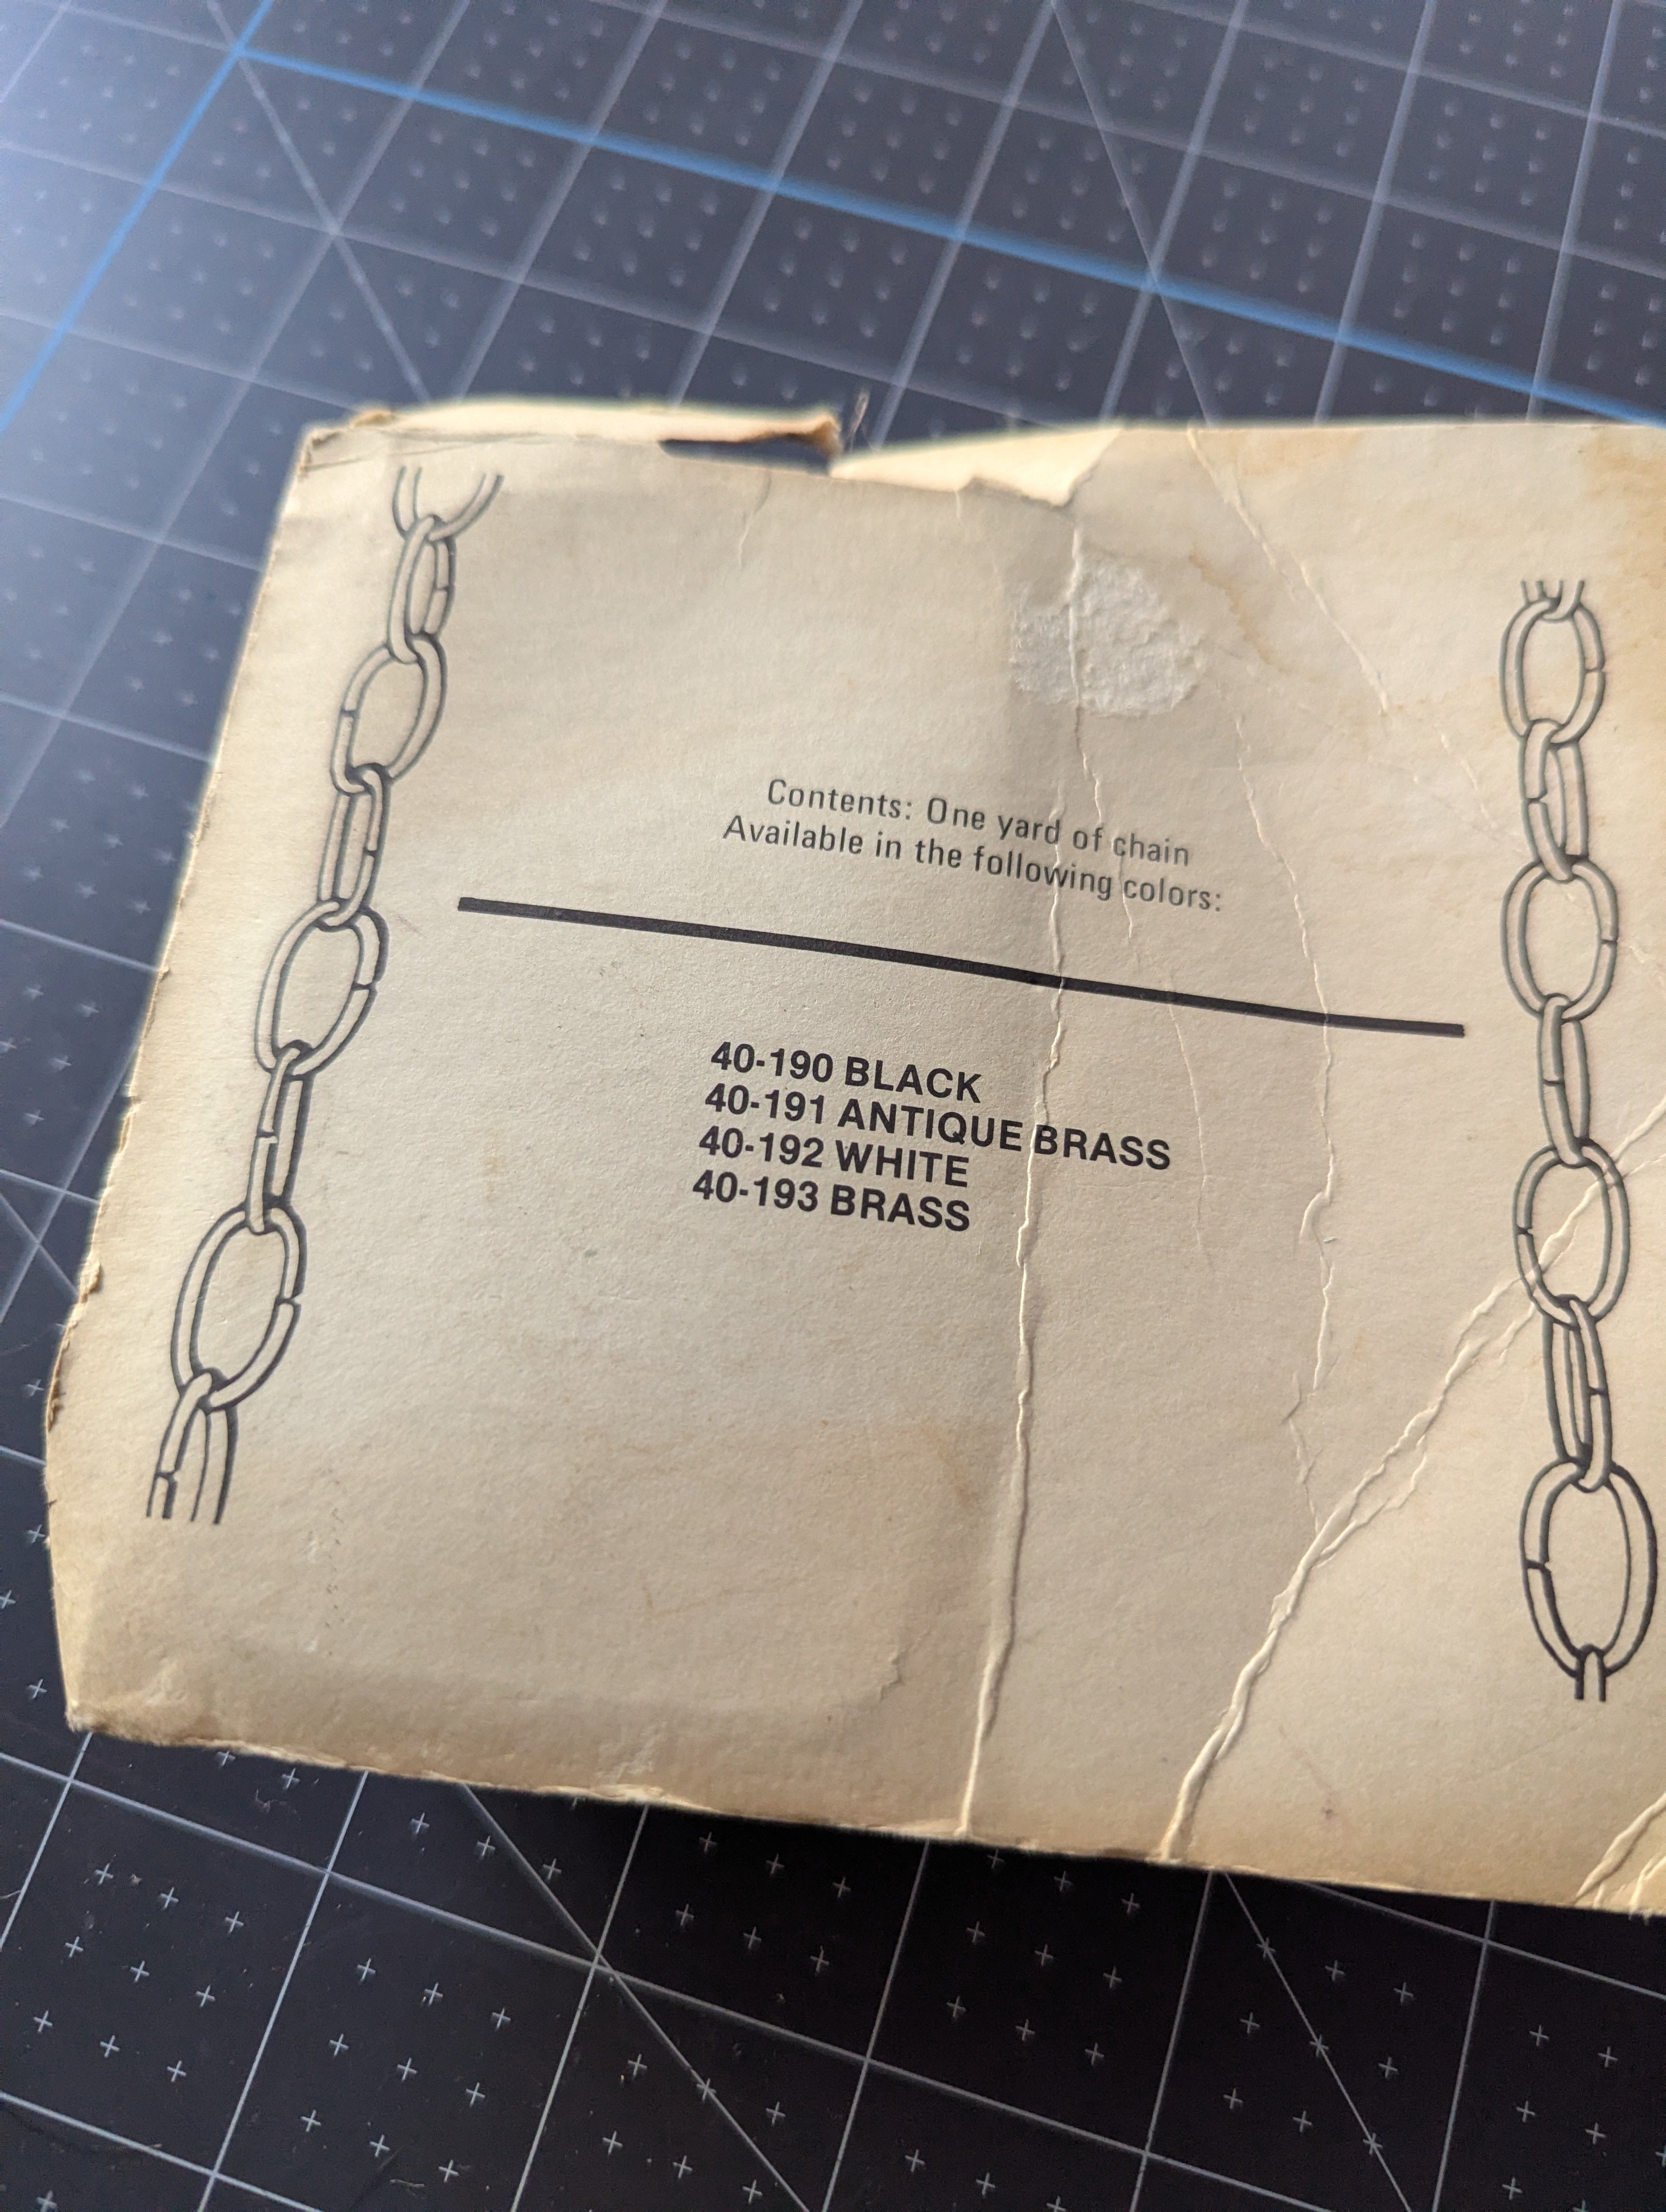 Contents: One yard of chain
Available in the following colors:
40-190 BLACK
40-191 ANTIQUE BRASS
40-192 WHITE
40-193 BRASS